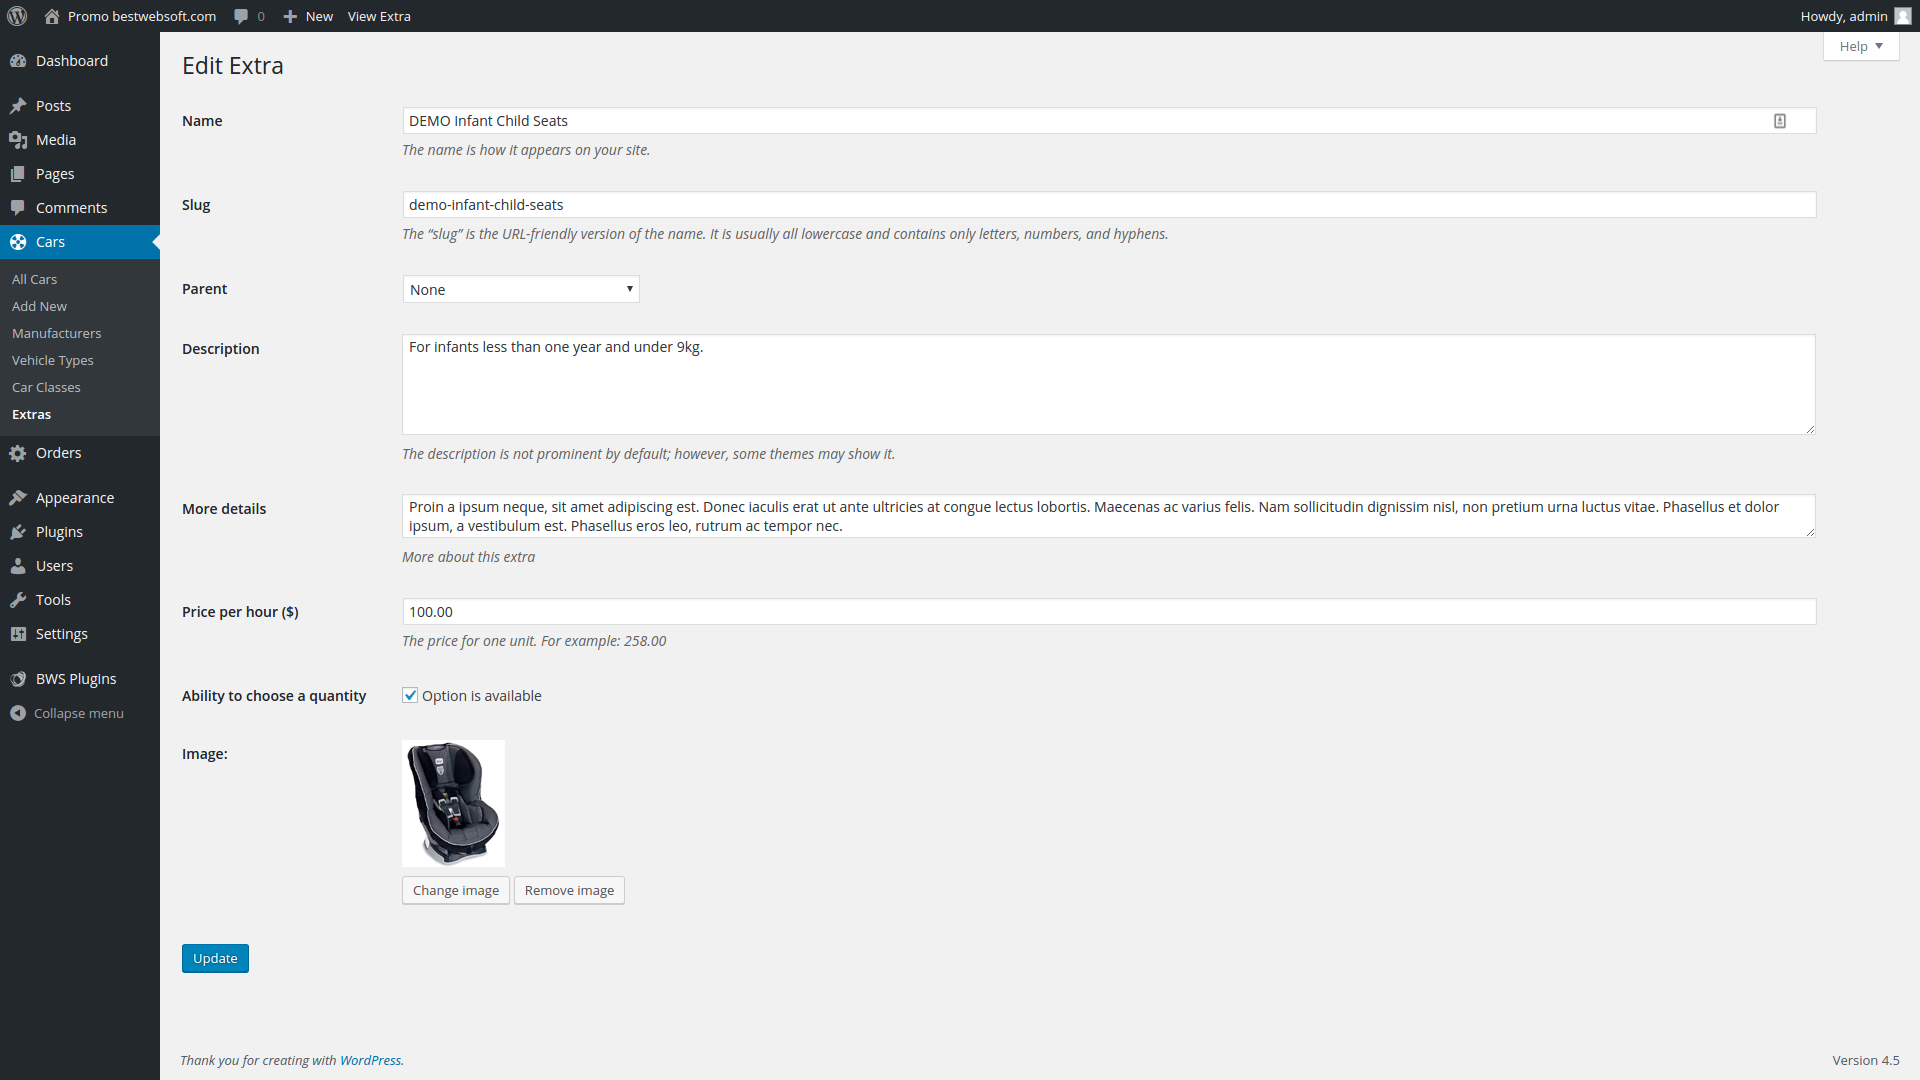 Promo bestwebsoft.com 0 New View Extra Howdy, admin
Help
Dashboard
Posts
Media
Pages
Comments
Cars
All Cars
Add New
Manufacturers
Vehicle Types
Car Classes
Extras
Orders
Appearance
Plugins
Users
Tools
Settings
BWS Plugins
Collapse menu
Edit Extra
Name DEMO Infant Child Seats
The name is how it appears on your site.
Slug demo-infant-child-seats
The “slug” is the URL-friendly version of the name. It is usually all lowercase and contains only letters, numbers, and hyphens.
Parent None
Description For infants less than one year and under 9kg.
The description is not prominent by default; however, some themes may show it.
More details Proin a ipsum neque, sit amet adipiscing est. Donec iaculis erat ut ante ultricies at congue lectus lobortis. Maecenas ac varius felis. Nam sollicitudin dignissim nisl, non pretium urna luctus vitae. Phasellus et dolor
ipsum, a vestibulum est. Phasellus eros leo, rutrum ac tempor nec.
More about this extra
Price per hour ($) 100.00
The price for one unit. For example: 258.00
Ability to choose a quantity Option is available
Image:
Change image Remove image
Update
Thank you for creating with WordPress. Version 4.5